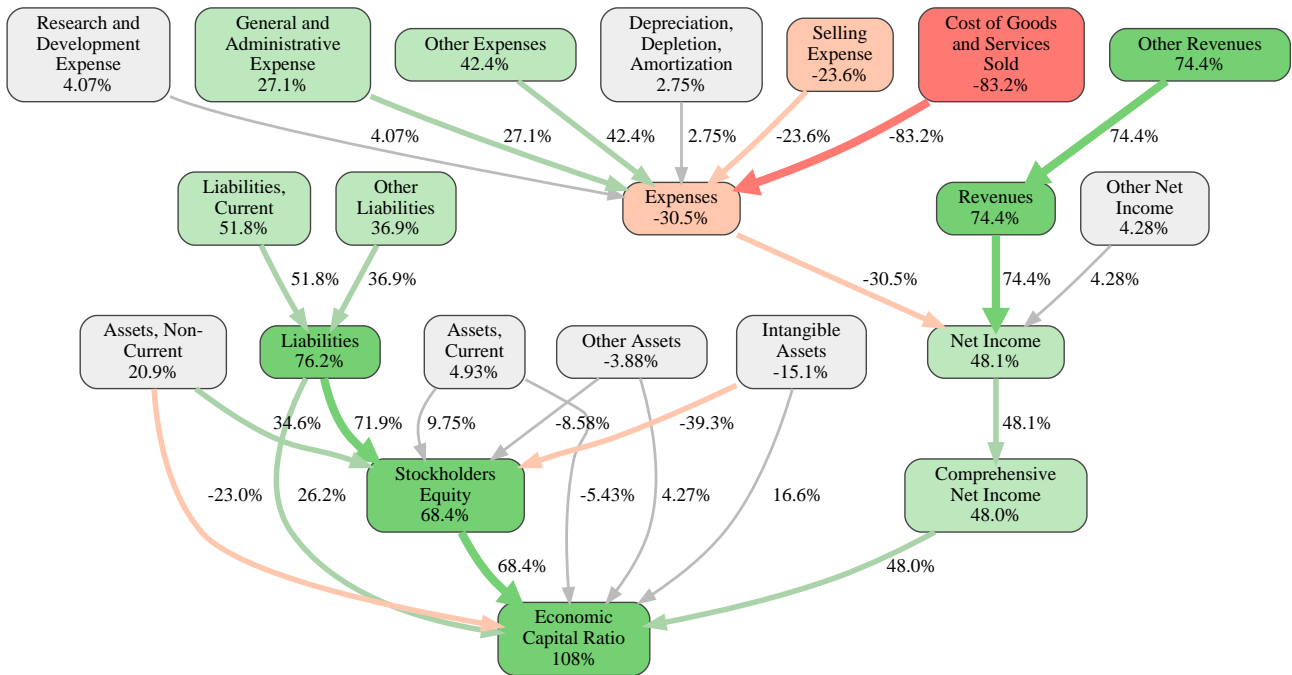 Research and
Development
Expense
4.07%
General and
Administrative
Expense
27.1%
Other Expenses
42.4%
Depreciation,
Depletion,
Amortization
2.75%
Selling
Expense
-23.6%
Cost of Goods
and Services
Sold
-83.2%
Other Revenues
74.4%
4.07%
27.1%
42.4%
2.75%
-23.6%
-83.2%
74.4%
Liabilities,
Current
51.8%
Other
Liabilities
36.9%
Expenses
-30.5%
Revenues
74.4%
Other Net
Income
4.28%
51.8%
36.9%
-30.5%
74.4%
4.28%
Assets, Non-
Current
20.9%
Liabilities
76.2%
Assets,
Current
4.93%
Other Assets
-3.88%
Intangible
Assets
-15.1%
Net Income
48.1%
34.6%
71.9%
9.75%
-8.58%
-39.3%
48.1%
Stockholders
Equity
68.4%
Comprehensive
Net Income
48.0%
-23.0%
26.2%
-5.43%
4.27%
16.6%
68.4%
48.0%
Economic
Capital Ratio
108%